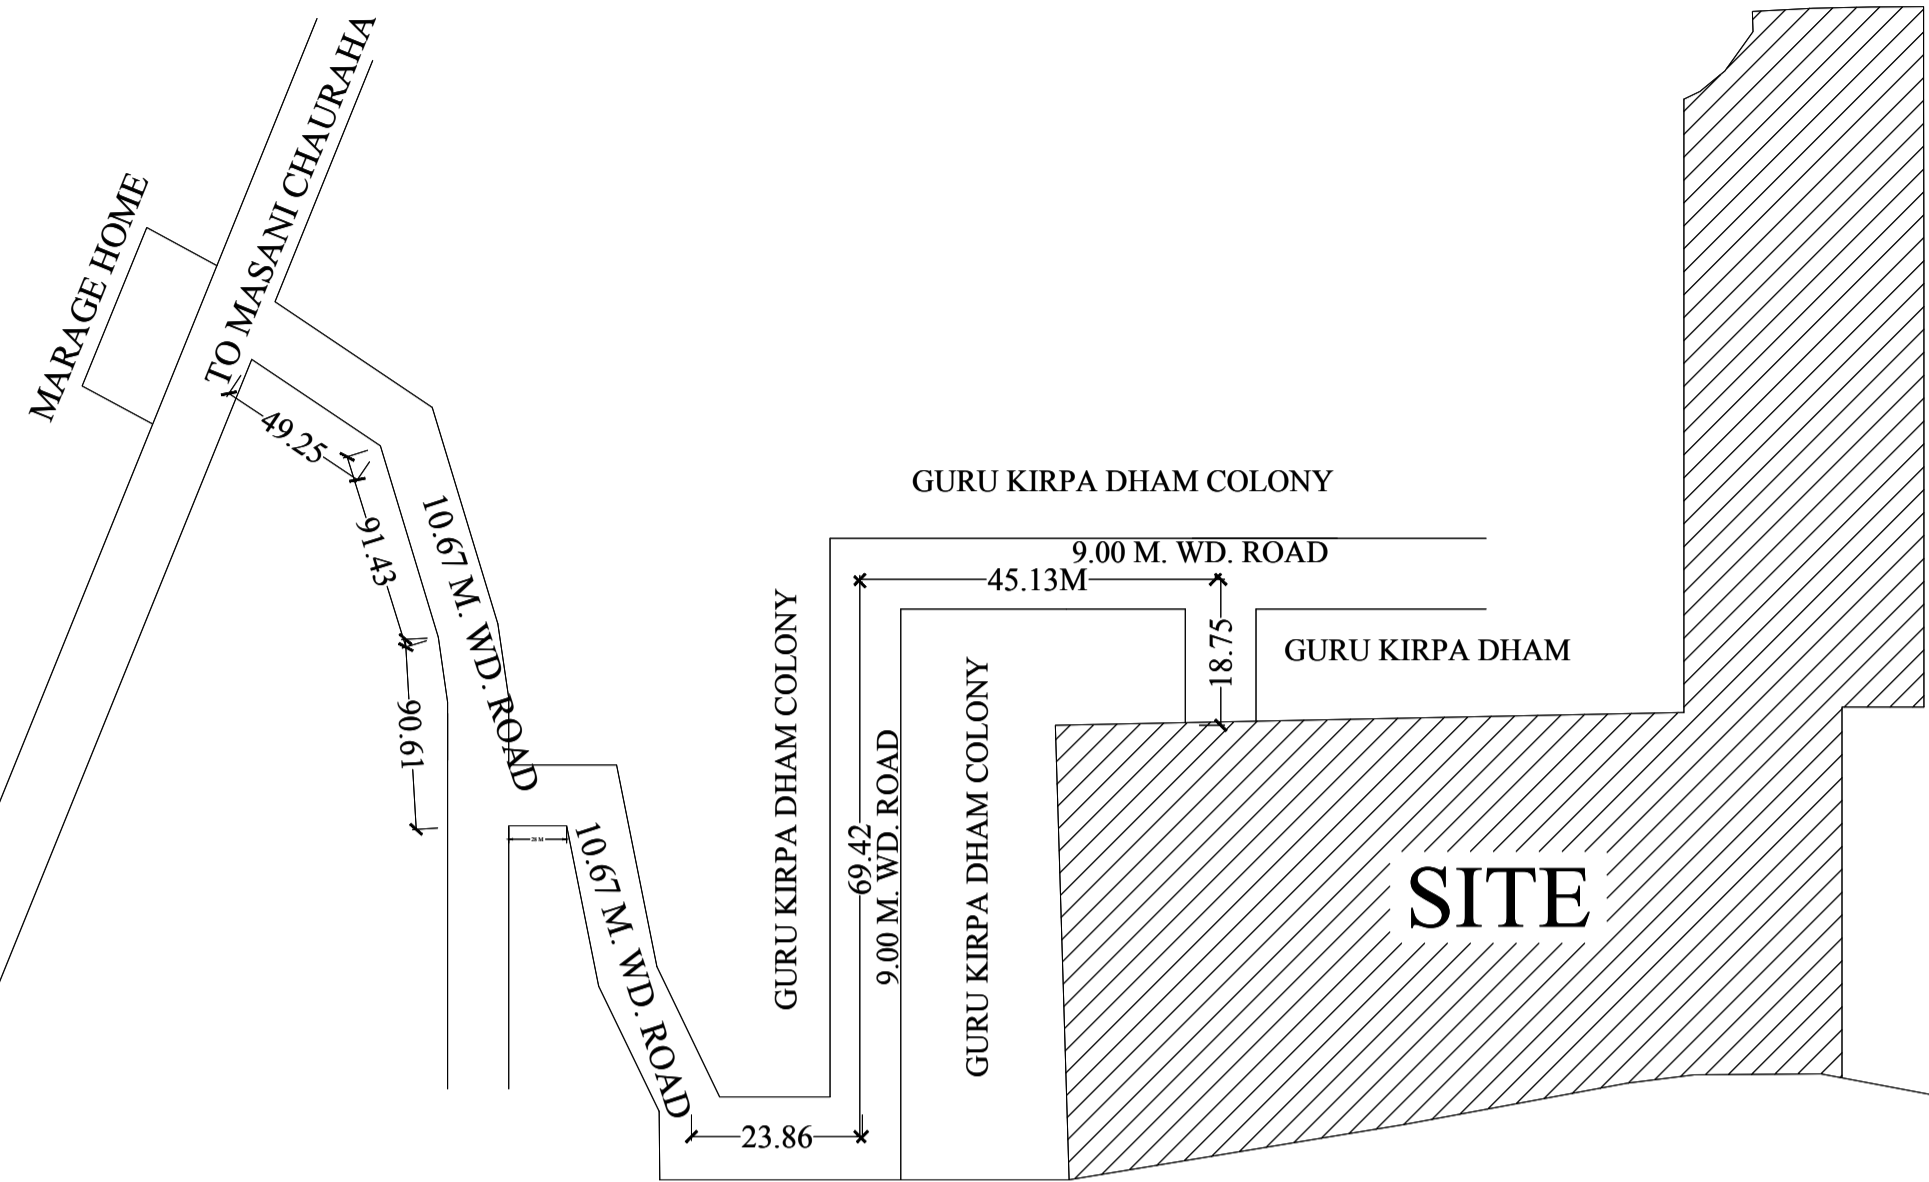 TO MASANI CHAURAHA
MARAGE HOME
49.25
91.43
10.67 M. WD. ROAD
90.61
GURU KIRPA DHAM COLONY
9.00 M. WD. ROAD
45.13M
18.75
GURU KIRPA DHAM
GURU KIRPA DHAM COLONY
69.42
9.00 M. WD. ROAD
GURU KIRPA DHAM COLONY
28 M
10.67 M. WD. ROAD
SITE
23.86